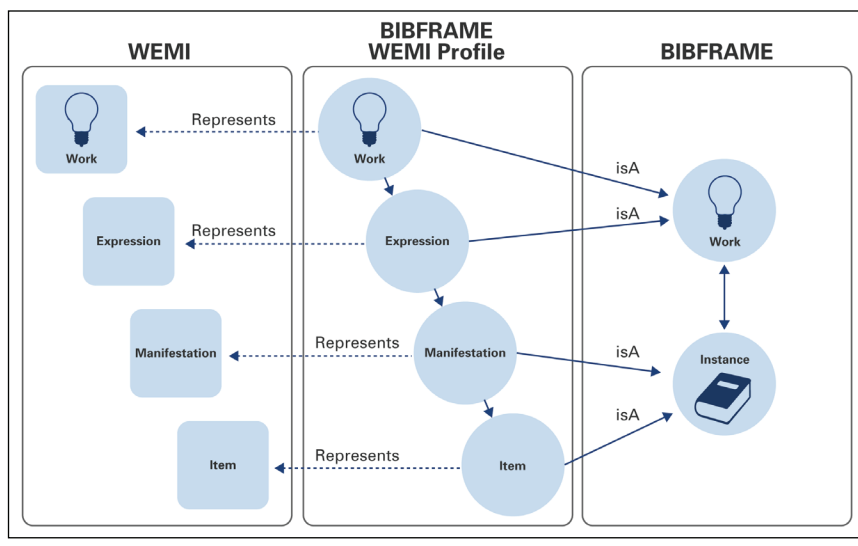 WEMI
BIBFRAME
WEMI Profile
BIBFRAME
Work
Represents
Work
isA
Expression
Represents
Expression
isA
Work
Manifestation
Represents
Manifestation
isA
Instance
Item
Represents
Item
isA